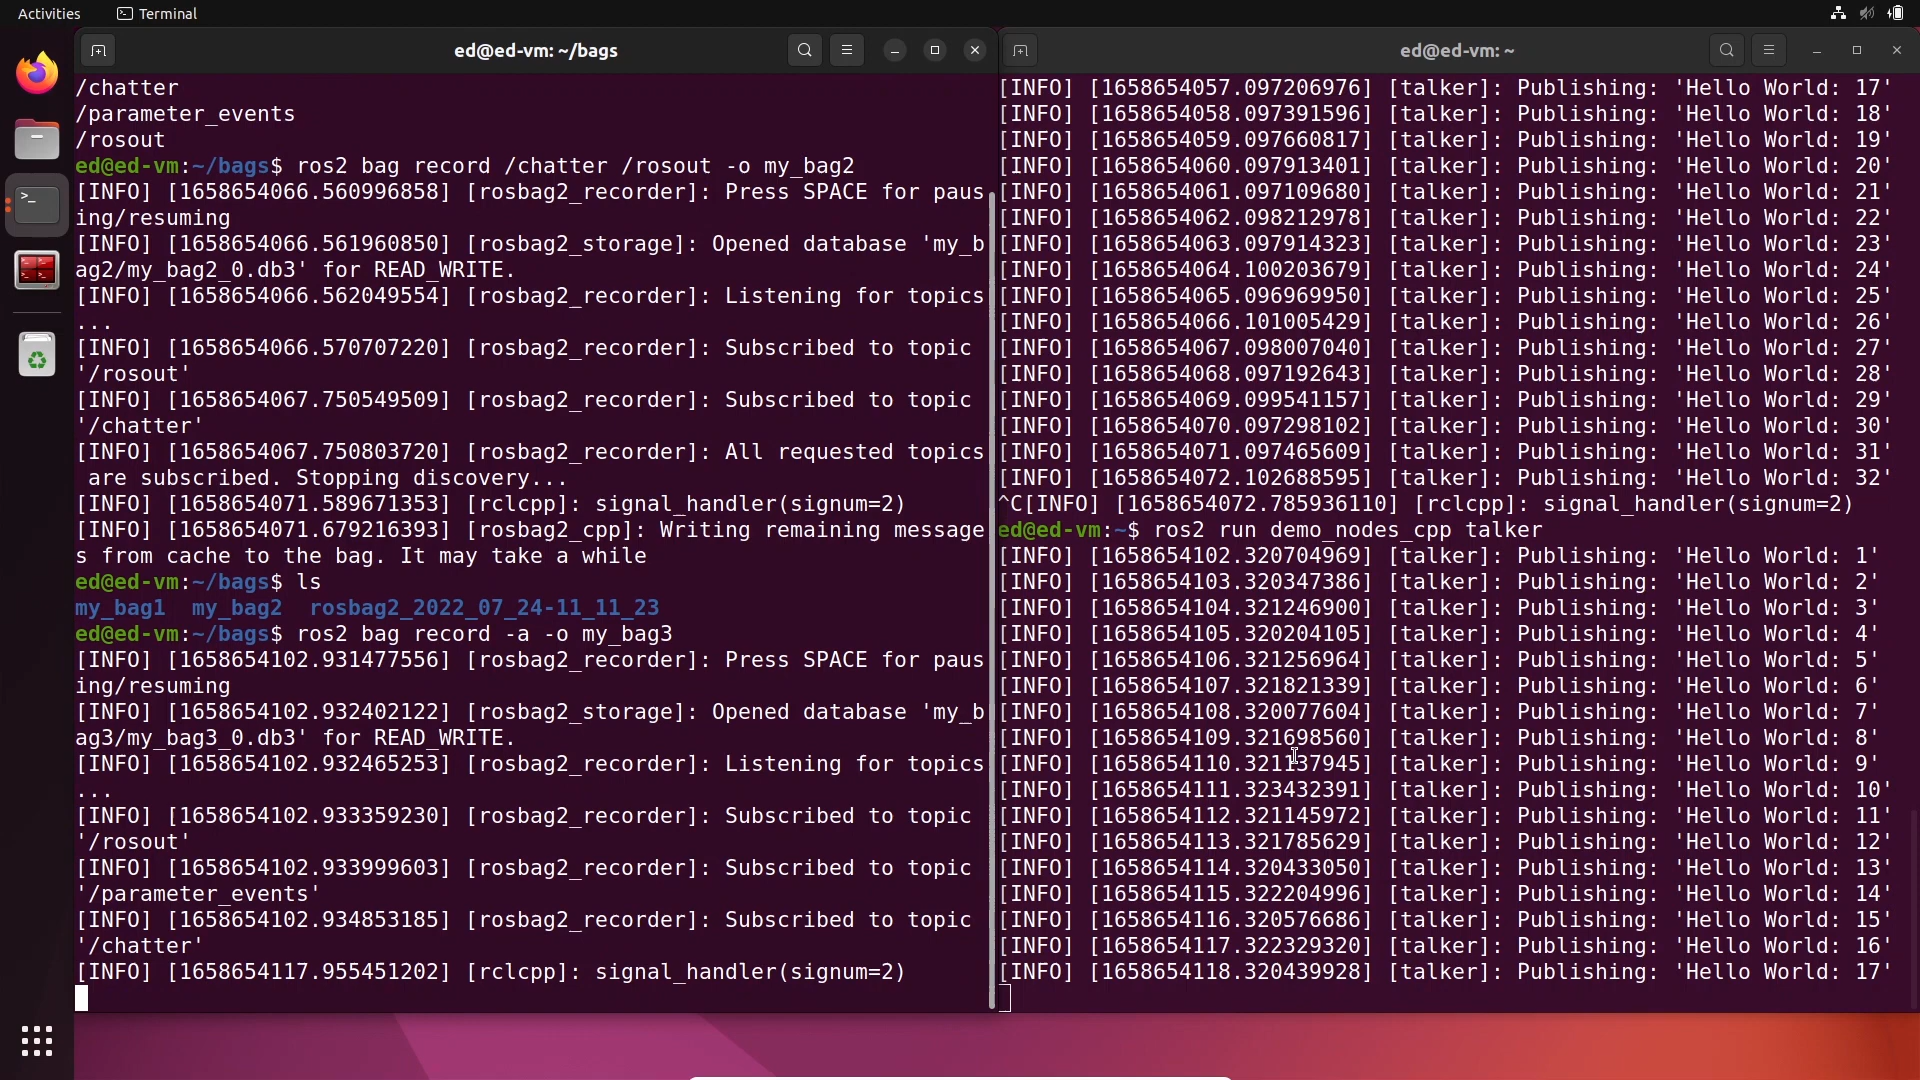 Activities
Terminal
ed@ed-vm: ~/bags
/chatter
/parameter_events
/rosout
ed@ed-vm:~/bags$ ros2 bag record /chatter /rosout -o my_bag2
[INFO] [1658654066.560996858] [rosbag2_recorder]: Press SPACE for paus
ing/resuming
[INFO] [1658654066.561960850] [rosbag2_storage]: Opened database 'my_b
ag2/my_bag2_0.db3' for READ_WRITE.
[INFO] [1658654066.562049554] [rosbag2_recorder]: Listening for topics
...
[INFO] [1658654066.570707220] [rosbag2_recorder]: Subscribed to topic
'/rosout'
[INFO] [1658654067.750549509] [rosbag2_recorder]: Subscribed to topic
'/chatter'
[INFO] [1658654067.750803720] [rosbag2_recorder]: All requested topics
are subscribed. Stopping discovery...
[INFO] [1658654071.589671353] [rclcpp]: signal_handler(signum=2)
[INFO] [1658654071.679216393] [rosbag2_cpp]: Writing remaining message
s from cache to the bag. It may take a while
ed@ed-vm:~/bags$ ls
my_bag1  my_bag2  rosbag2_2022_07_24-11_11_23
ed@ed-vm:~/bags$ ros2 bag record -a -o my_bag3
[INFO] [1658654102.931477556] [rosbag2_recorder]: Press SPACE for paus
ing/resuming
[INFO] [1658654102.932402122] [rosbag2_storage]: Opened database 'my_b
ag3/my_bag3_0.db3' for READ_WRITE.
[INFO] [1658654102.932465253] [rosbag2_recorder]: Listening for topics
...
[INFO] [1658654102.933359230] [rosbag2_recorder]: Subscribed to topic
'/rosout'
[INFO] [1658654102.933999603] [rosbag2_recorder]: Subscribed to topic
'/parameter_events'
[INFO] [1658654102.934853185] [rosbag2_recorder]: Subscribed to topic
'/chatter'
[INFO] [1658654117.955451202] [rclcpp]: signal_handler(signum=2)
ed@ed-vm: ~
[INFO] [1658654057.097206976] [talker]: Publishing: 'Hello World: 17'
[INFO] [1658654058.097391596] [talker]: Publishing: 'Hello World: 18'
[INFO] [1658654059.097660817] [talker]: Publishing: 'Hello World: 19'
[INFO] [1658654060.097913401] [talker]: Publishing: 'Hello World: 20'
[INFO] [1658654061.097109680] [talker]: Publishing: 'Hello World: 21'
[INFO] [1658654062.098212978] [talker]: Publishing: 'Hello World: 22'
[INFO] [1658654063.097914323] [talker]: Publishing: 'Hello World: 23'
[INFO] [1658654064.100203679] [talker]: Publishing: 'Hello World: 24'
[INFO] [1658654065.096969950] [talker]: Publishing: 'Hello World: 25'
[INFO] [1658654066.101005429] [talker]: Publishing: 'Hello World: 26'
[INFO] [1658654067.098007040] [talker]: Publishing: 'Hello World: 27'
[INFO] [1658654068.097192643] [talker]: Publishing: 'Hello World: 28'
[INFO] [1658654069.099541157] [talker]: Publishing: 'Hello World: 29'
[INFO] [1658654070.097298102] [talker]: Publishing: 'Hello World: 30'
[INFO] [1658654071.097465609] [talker]: Publishing: 'Hello World: 31'
[INFO] [1658654072.102688595] [talker]: Publishing: 'Hello World: 32'
^C[INFO] [1658654072.785936110] [rclcpp]: signal_handler(signum=2)
ed@ed-vm:~$ ros2 run demo_nodes_cpp talker
[INFO] [1658654102.320704969] [talker]: Publishing: 'Hello World: 1'
[INFO] [1658654103.320347386] [talker]: Publishing: 'Hello World: 2'
[INFO] [1658654104.321246900] [talker]: Publishing: 'Hello World: 3'
[INFO] [1658654105.320204105] [talker]: Publishing: 'Hello World: 4'
[INFO] [1658654106.321256964] [talker]: Publishing: 'Hello World: 5'
[INFO] [1658654107.321821339] [talker]: Publishing: 'Hello World: 6'
[INFO] [1658654108.320077604] [talker]: Publishing: 'Hello World: 7'
[INFO] [1658654109.321698560] [talker]: Publishing: 'Hello World: 8'
[INFO] [1658654110.321137945] [talker]: Publishing: 'Hello World: 9'
[INFO] [1658654111.323432391] [talker]: Publishing: 'Hello World: 10'
[INFO] [1658654112.321145972] [talker]: Publishing: 'Hello World: 11'
[INFO] [1658654113.321785629] [talker]: Publishing: 'Hello World: 12'
[INFO] [1658654114.320433050] [talker]: Publishing: 'Hello World: 13'
[INFO] [1658654115.322204996] [talker]: Publishing: 'Hello World: 14'
[INFO] [1658654116.320576686] [talker]: Publishing: 'Hello World: 15'
[INFO] [1658654117.322329320] [talker]: Publishing: 'Hello World: 16'
[INFO] [1658654118.320439928] [talker]: Publishing: 'Hello World: 17'